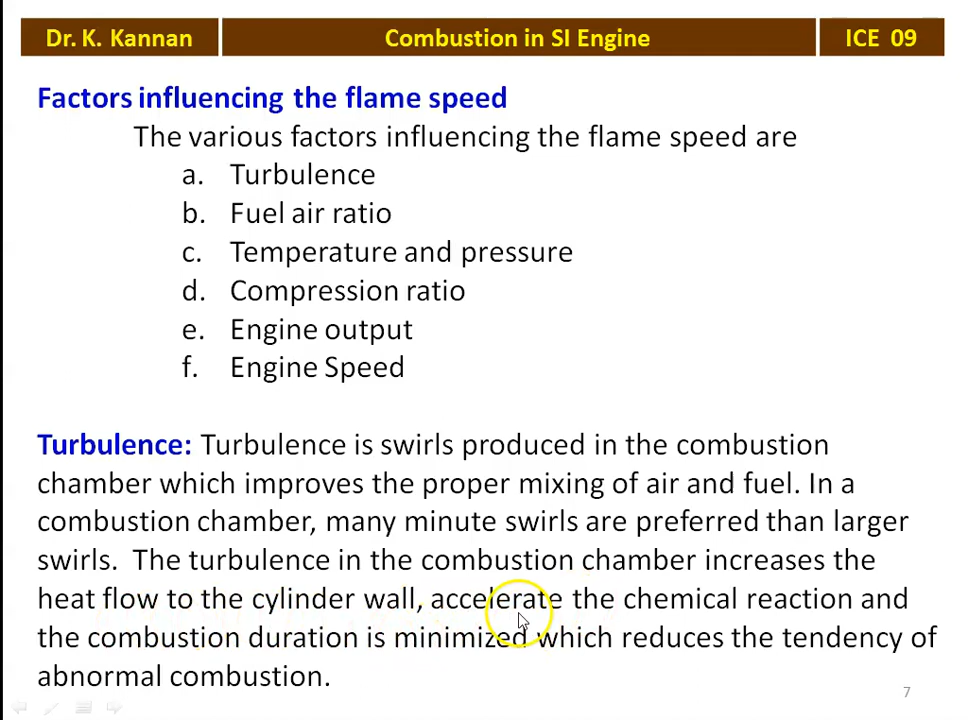 Dr. K. Kannan
Combustion in SI Engine
ICE 09
Factors influencing the flame speed
The various factors influencing the flame speed are
a. Turbulence
b. Fuel air ratio
c. Temperature and pressure
d. Compression ratio
e. Engine output
f. Engine Speed
Turbulence: Turbulence is swirls produced in the combustion
chamber which improves the proper mixing of air and fuel. In a
combustion chamber, many minute swirls are preferred than larger
swirls. The turbulence in the combustion chamber increases the
heat flow to the cylinder wall, accelerate the chemical reaction and
the combustion duration is minimized which reduces the tendency of
abnormal combustion.
7